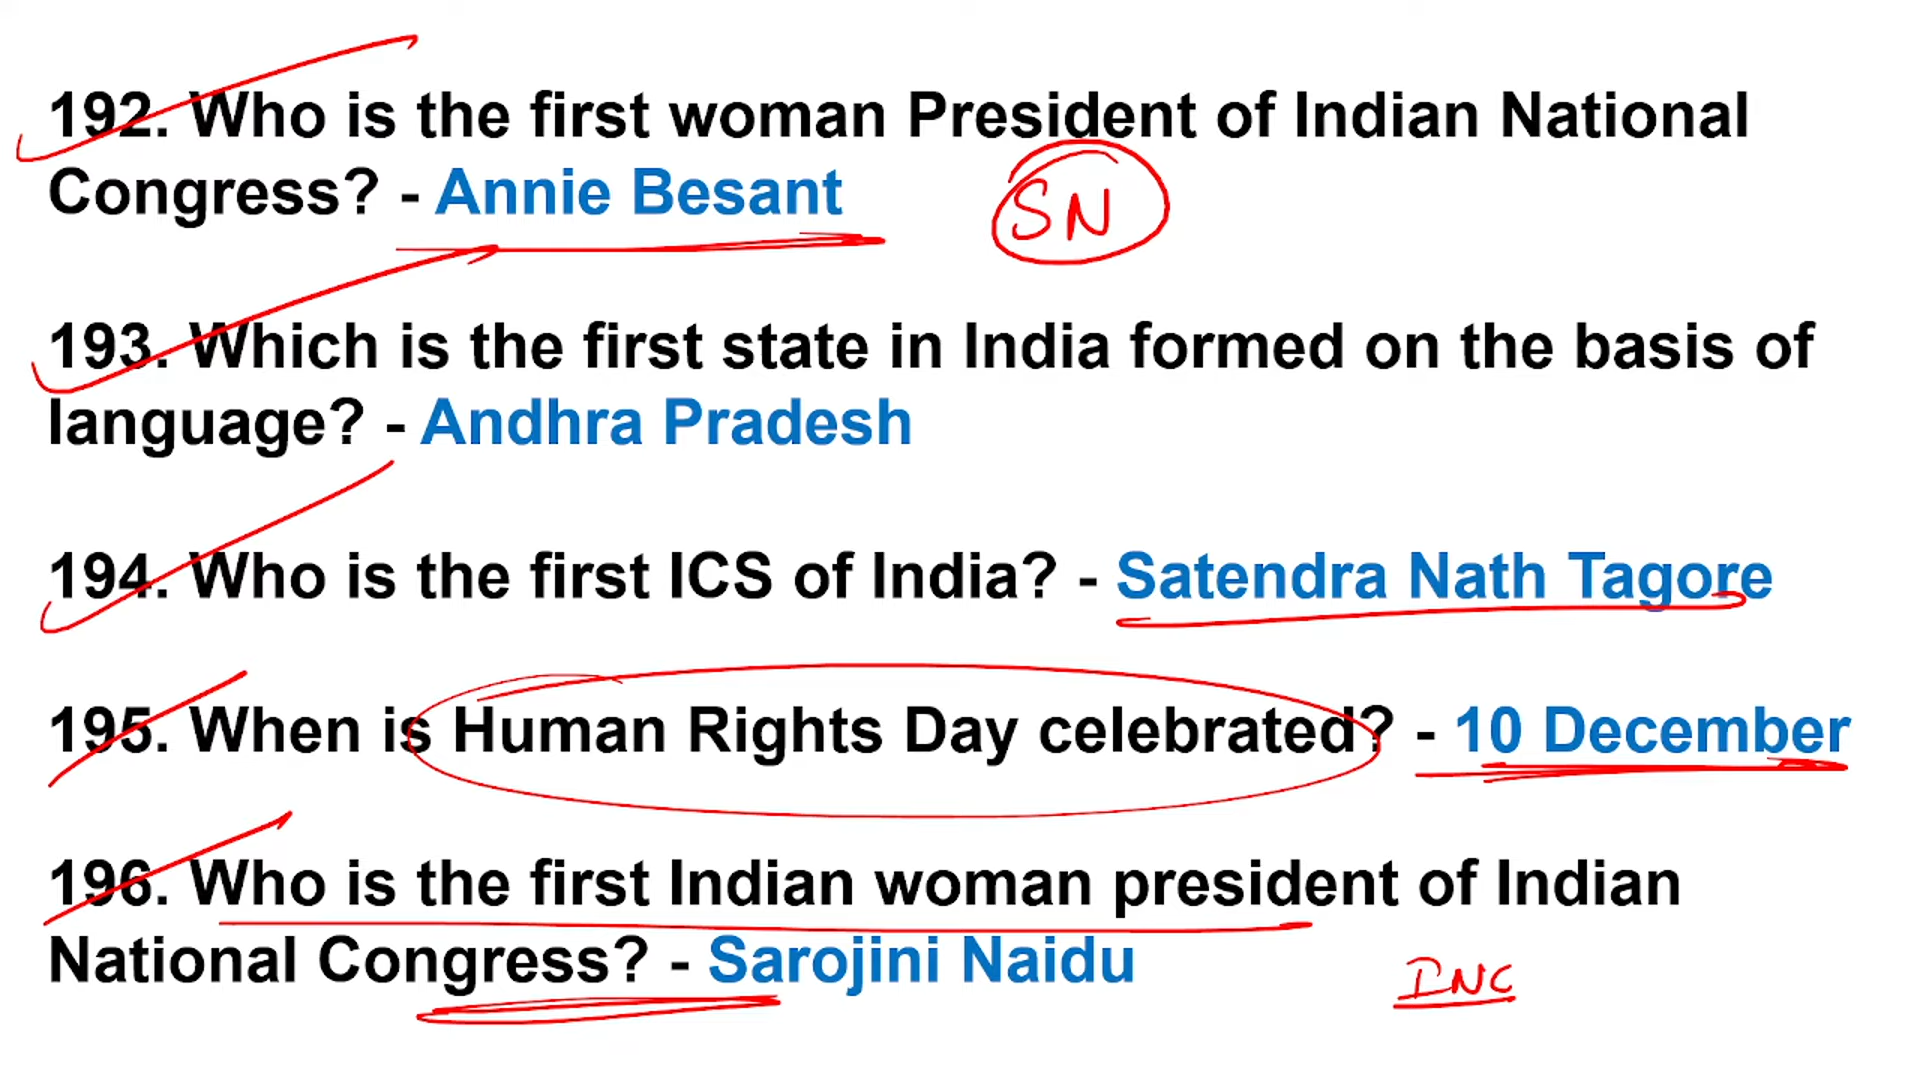 192. Who is the first woman President of Indian National
Congress? - Annie Besant
SN
193. Which is the first state in India formed on the basis of
language? - Andhra Pradesh
194. Who is the first ICS of India? - Satendra Nath Tagore
195. When is Human Rights Day celebrated? - 10 December
196. Who is the first Indian woman president of Indian
National Congress? - Sarojini Naidu
INC